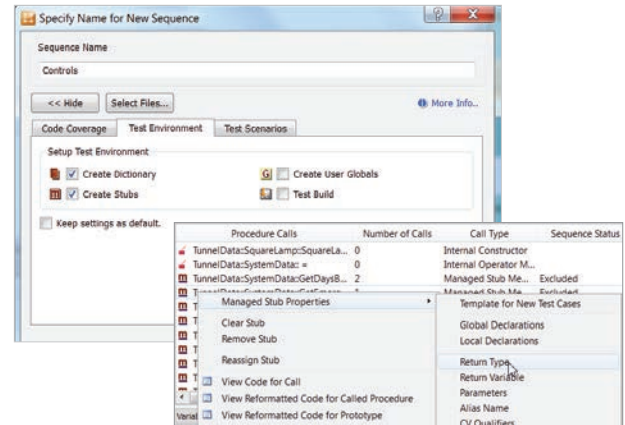 Specify Name for New Sequence
Sequence Name
Controls
<< Hide
Select Files...
More Info..
Code Coverage
Test Environment
Test Scenarios
Setup Test Environment
Create Dictionary
Create User Globals
Create Stubs
Test Build
Keep settings as default.
Procedure Calls Number of Calls Call Type Sequence Status
TunnelData::SquareLamp::SquareLa... 0 Internal Constructor
TunnelData::SystemData:: = 0 Internal Operator M...
TunnelData::SystemData::GetDaysB... 2 Managed Stub Me... Excluded
Managed Stub Properties
Clear Stub
Remove Stub
Reassign Stub
View Code for Call
View Reformatted Code for Called Procedure
View Reformatted Code for Prototype
Template for New Test Cases
Global Declarations
Local Declarations
Return Type
Return Variable
Parameters
Alias Name
CV Qualifiers